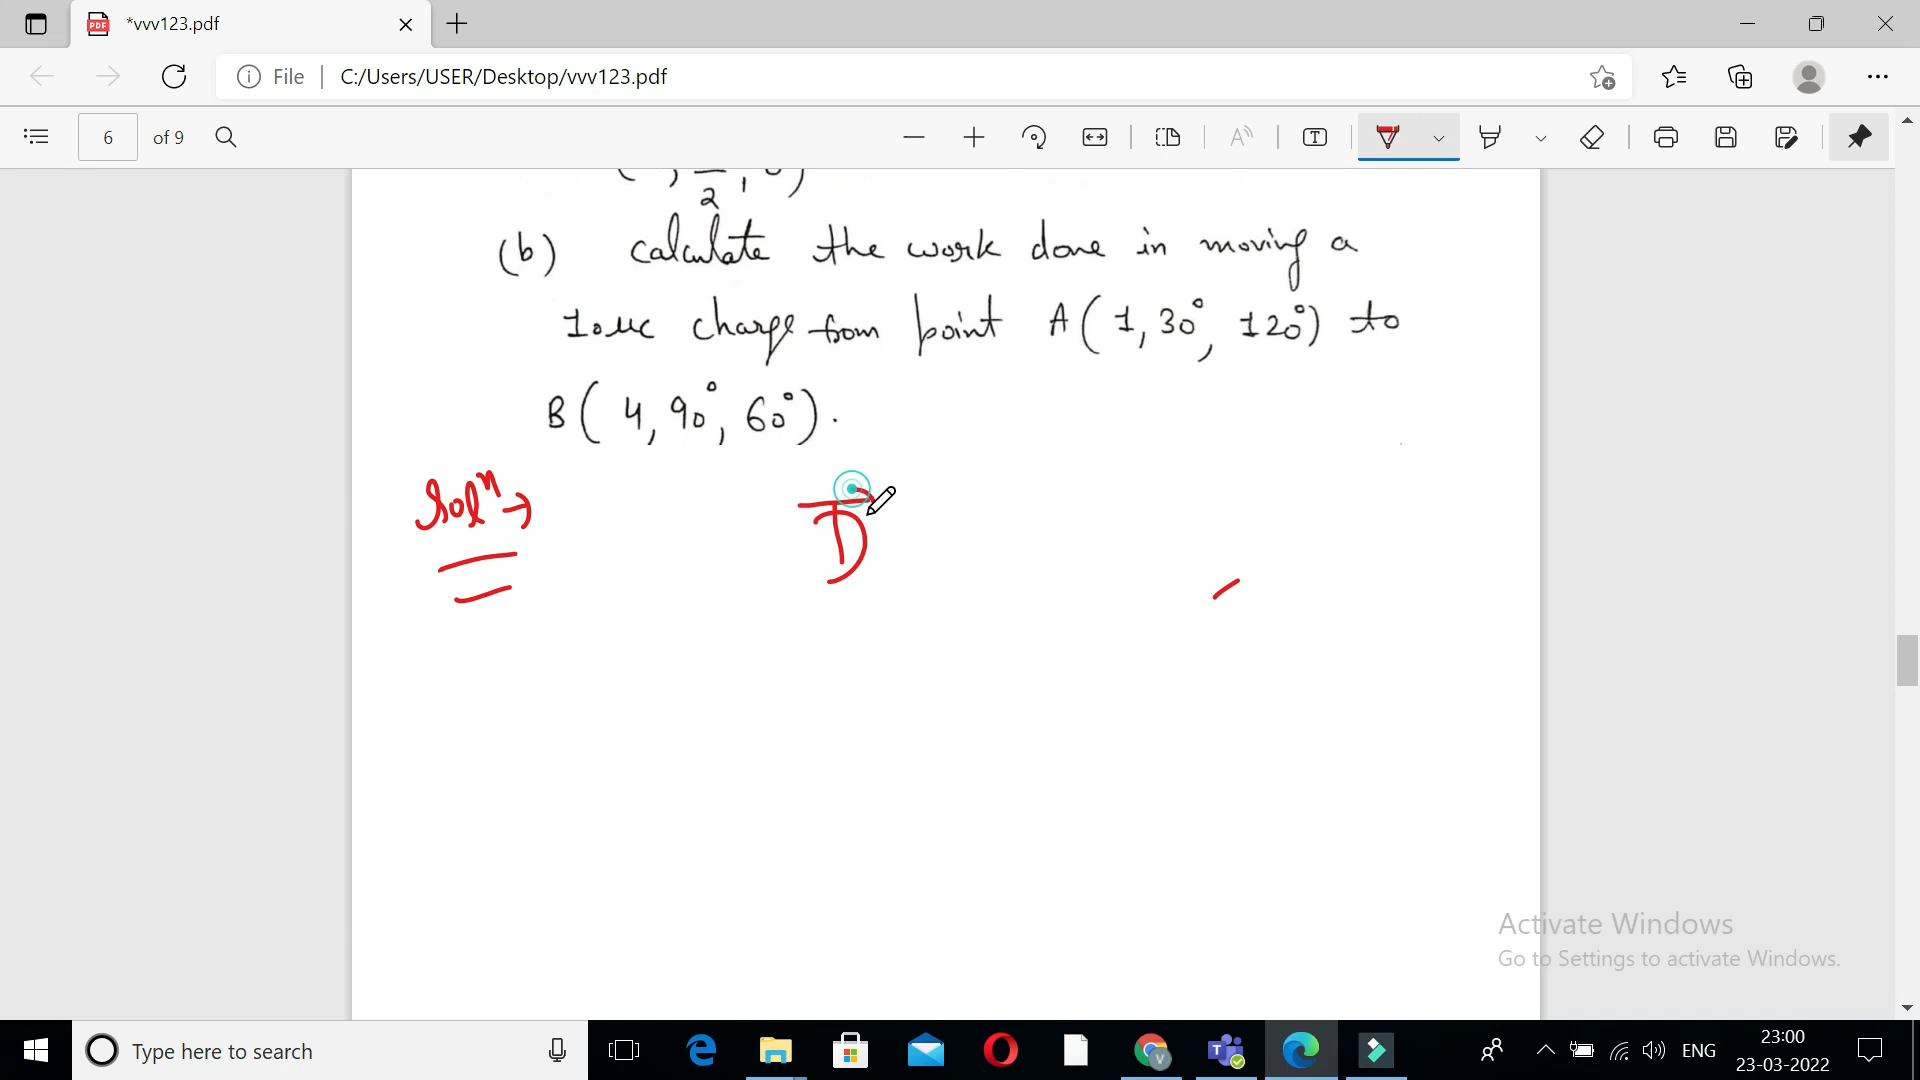 *vvv123.pdf
File C:/Users/USER/Desktop/vvv123.pdf
6 of 9
2
(b) calculate the work done in moving a
10μc charge from point A(1,30°, 120°) to
B(4,90°, 60°).
Solⁿ →
D
Activate Windows
Go to Settings to activate Windows.
Type here to search
ENG
23:00
23-03-2022